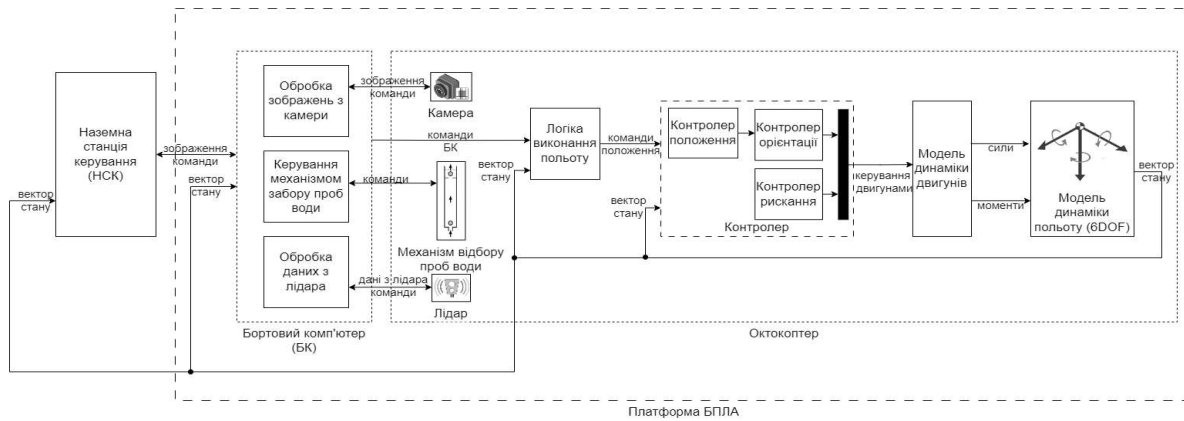 Наземна
станція
керування
(НСК)
вектор
стану
зображення
команди
вектор
стану
Обробка
зображень з
камери
Керування
механізмом
забору проб
води
Обробка
даних з
лідара
Бортовий комп'ютер
(БК)
зображення
команди
Камера
команди
БК
команди
Механізм відбору
проб води
дані з лідара
команди
Лідар
вектор
стану
Логіка
виконання
польоту
команди
положення
вектор
стану
Контролер
положення
Контролер
орієнтації
Контролер
рискання
Контролер
керування
двигунами
Модель
динаміки
двигунів
сили
моменти
Модель
динаміки
польоту (6DOF)
вектор
стану
Октокоптер
Платформа БПЛА